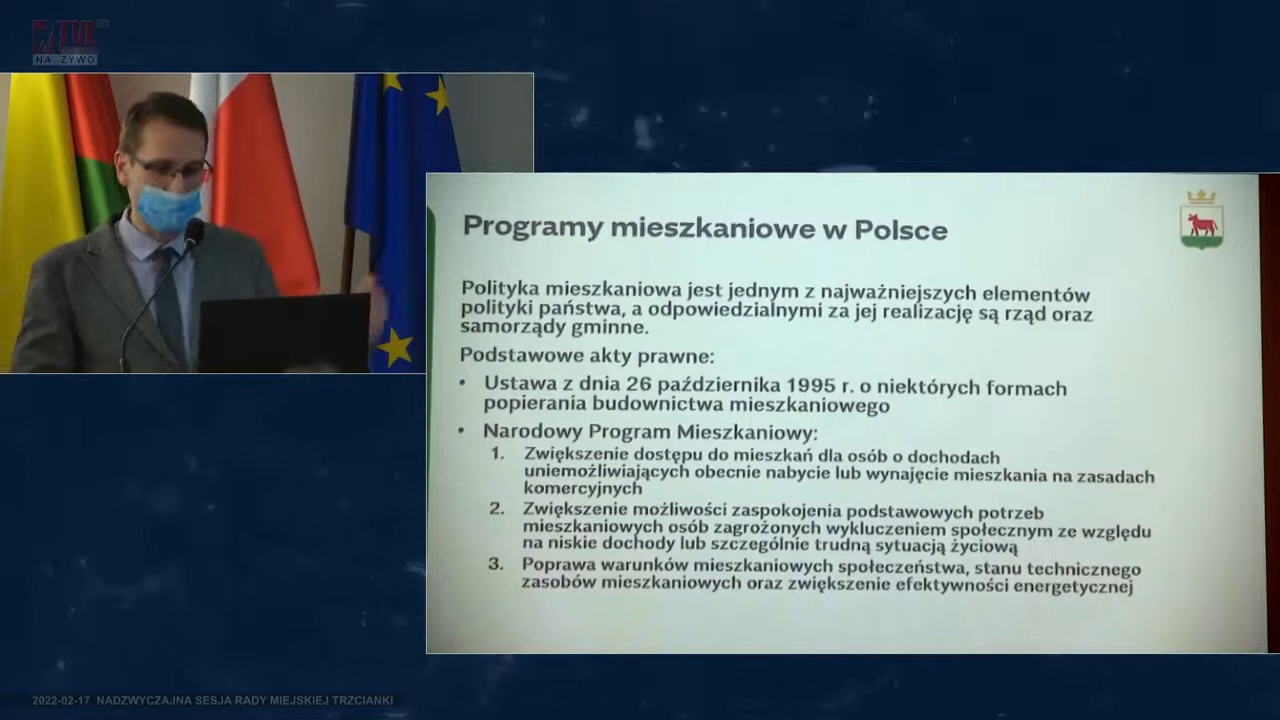 TVL
NA ŻYWO
Programy mieszkaniowe w Polsce
Polityka mieszkaniowa jest jednym z najważniejszych elementów
polityki państwa, a odpowiedzialnymi za jej realizację są rząd oraz
samorządy gminne.
Podstawowe akty prawne:
• Ustawa z dnia 26 października 1995 r. o niektórych formach
popierania budownictwa mieszkaniowego
• Narodowy Program Mieszkaniowy:
1. Zwiększenie dostępu do mieszkań dla osób o dochodach
uniemożliwiających obecnie nabycie lub wynajęcie mieszkania na zasadach
komercyjnych
2. Zwiększenie możliwości zaspokojenia podstawowych potrzeb
mieszkaniowych osób zagrożonych wykluczeniem społecznym ze względu
na niskie dochody lub szczególnie trudną sytuacją życiową
3. Poprawa warunków mieszkaniowych społeczeństwa, stanu technicznego
zasobów mieszkaniowych oraz zwiększenie efektywności energetycznej
2022-02-17 NADZWYCZAJNA SESJA RADY MIEJSKIEJ TRZCIANKI